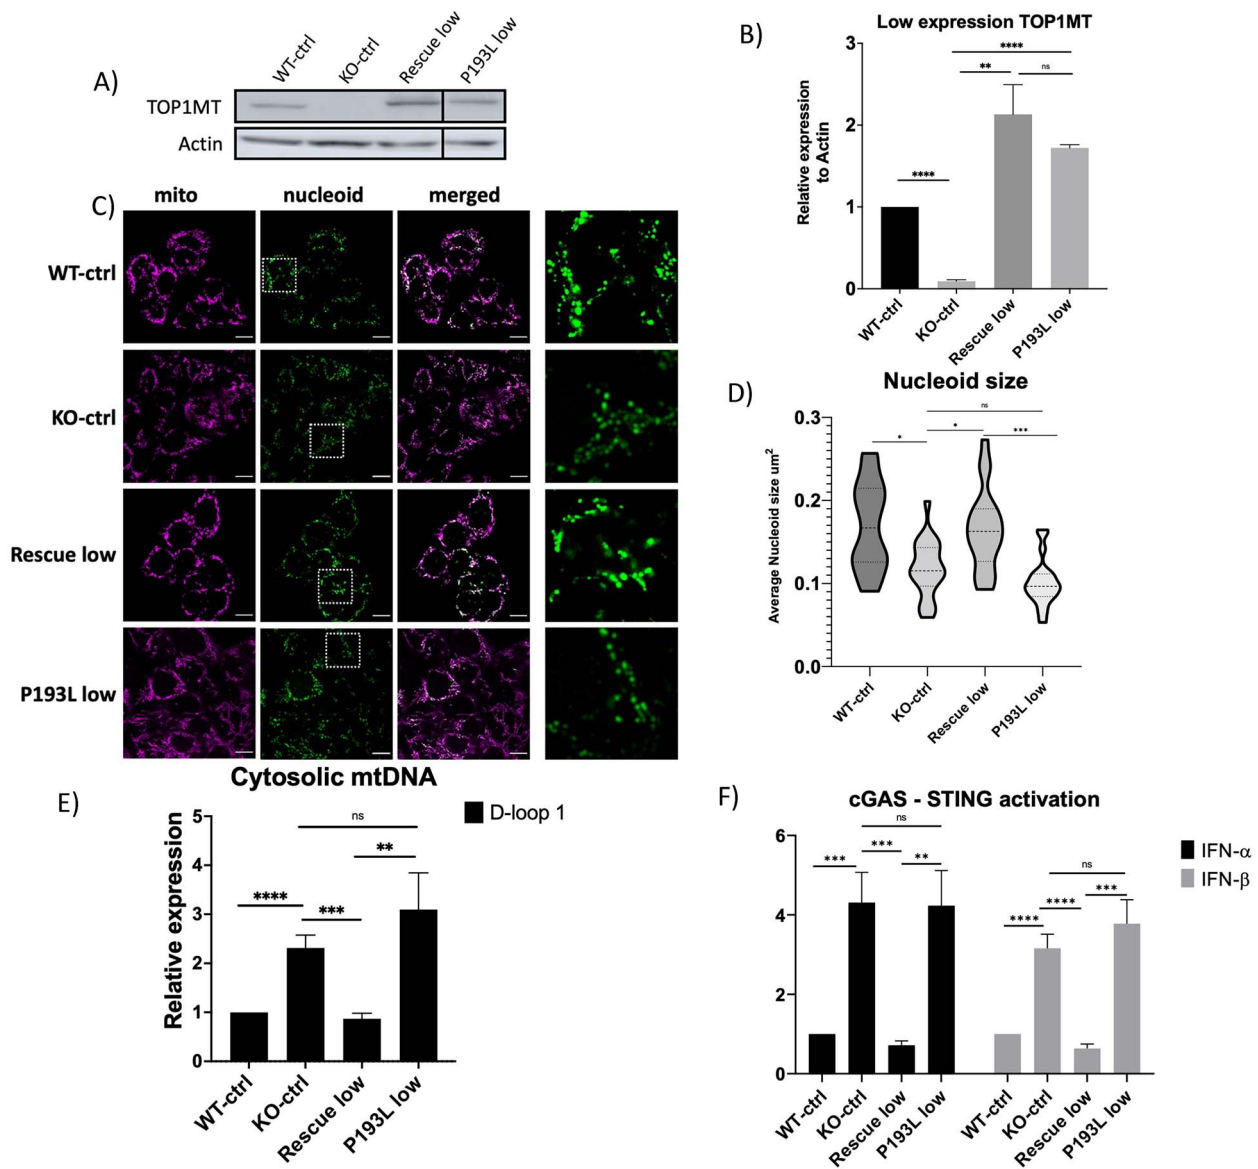 A)
WT-ctrl
KO-ctrl
Rescue low
P193L low
TOP1MT
Actin
B)
Low expression TOP1MT
Relative expression
to Actin
3
2
1
0
****
**
ns
****
WT-ctrl
KO-ctrl
Rescue low
P193L low
C)
mito
nucleoid
merged
WT-ctrl
KO-ctrl
Rescue low
P193L low
D)
Nucleoid size
Average Nucleoid size um²
0.3
0.2
0.1
0.0
ns
*
*
***
WT-ctrl
KO-ctrl
Rescue low
P193L low
E)
Cytosolic mtDNA
D-loop 1
Relative expression
5
4
3
2
1
0
ns
**
****
***
WT-ctrl
KO-ctrl
Rescue low
P193L low
F)
cGAS - STING activation
IFN-α
IFN-β
6
4
2
0
ns
***
***
**
ns
***
****
****
WT-ctrl
KO-ctrl
Rescue low
P193L low
WT-ctrl
KO-ctrl
Rescue low
P193L low